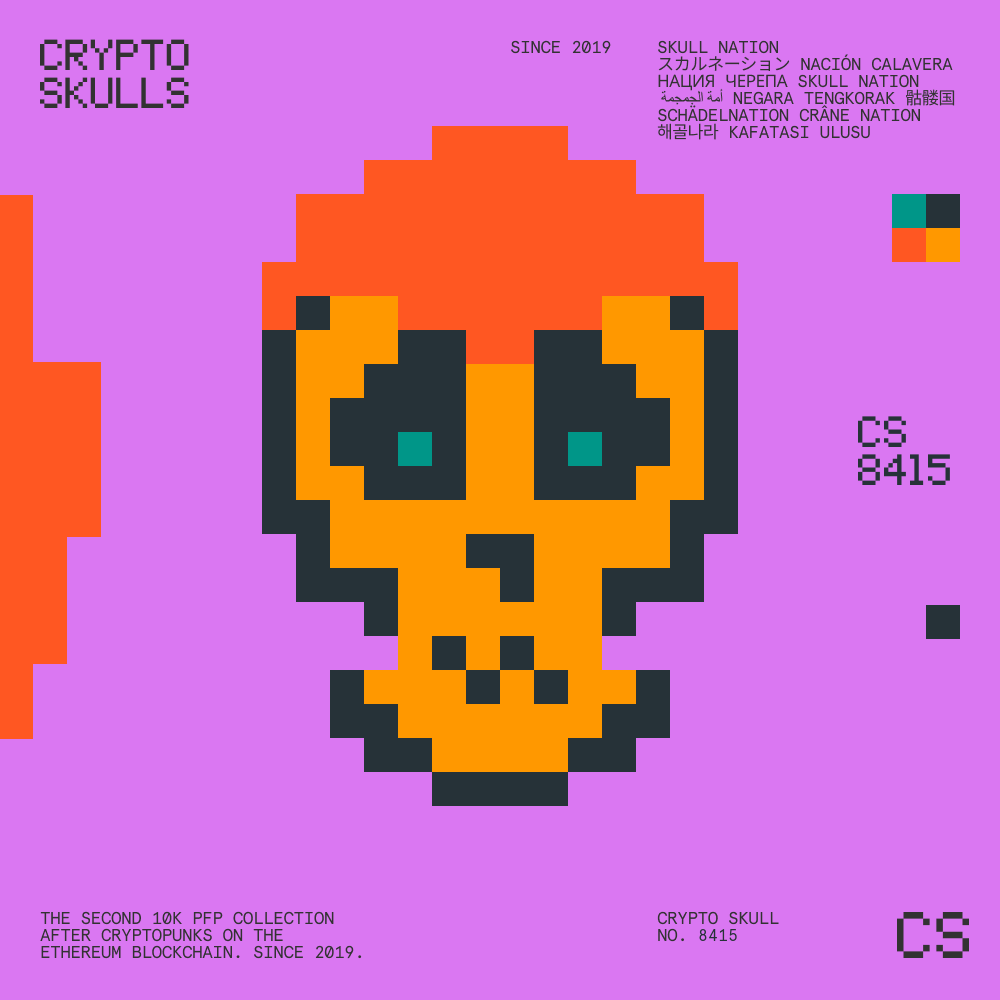 CRYPTO
SKULLS
SINCE 2019
SKULL NATION
スカルネーション NACIÓN CALAVERA
НАЦИЯ ЧЕРЕПА SKULL NATION
أمة الجمجمة NEGARA TENGKORAK 骷髅国
SCHÄDELNATION CRÂNE NATION
해골나라 KAFATASI ULUSU
CS
8415
THE SECOND 10K PFP COLLECTION
AFTER CRYPTOPUNKS ON THE
ETHEREUM BLOCKCHAIN. SINCE 2019.
CRYPTO SKULL
NO. 8415
CS